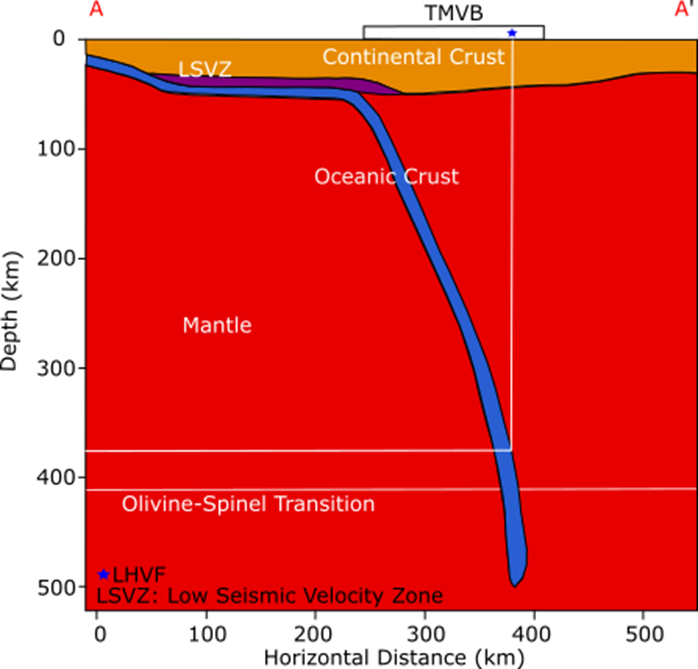 A
TMVB
A'
0
Continental Crust
LSVZ
100
Oceanic Crust
200
Depth (km)
Mantle
300
400
Olivine-Spinel Transition
LHVF
500
LSVZ: Low Seismic Velocity Zone
0 100 200 300 400 500
Horizontal Distance (km)